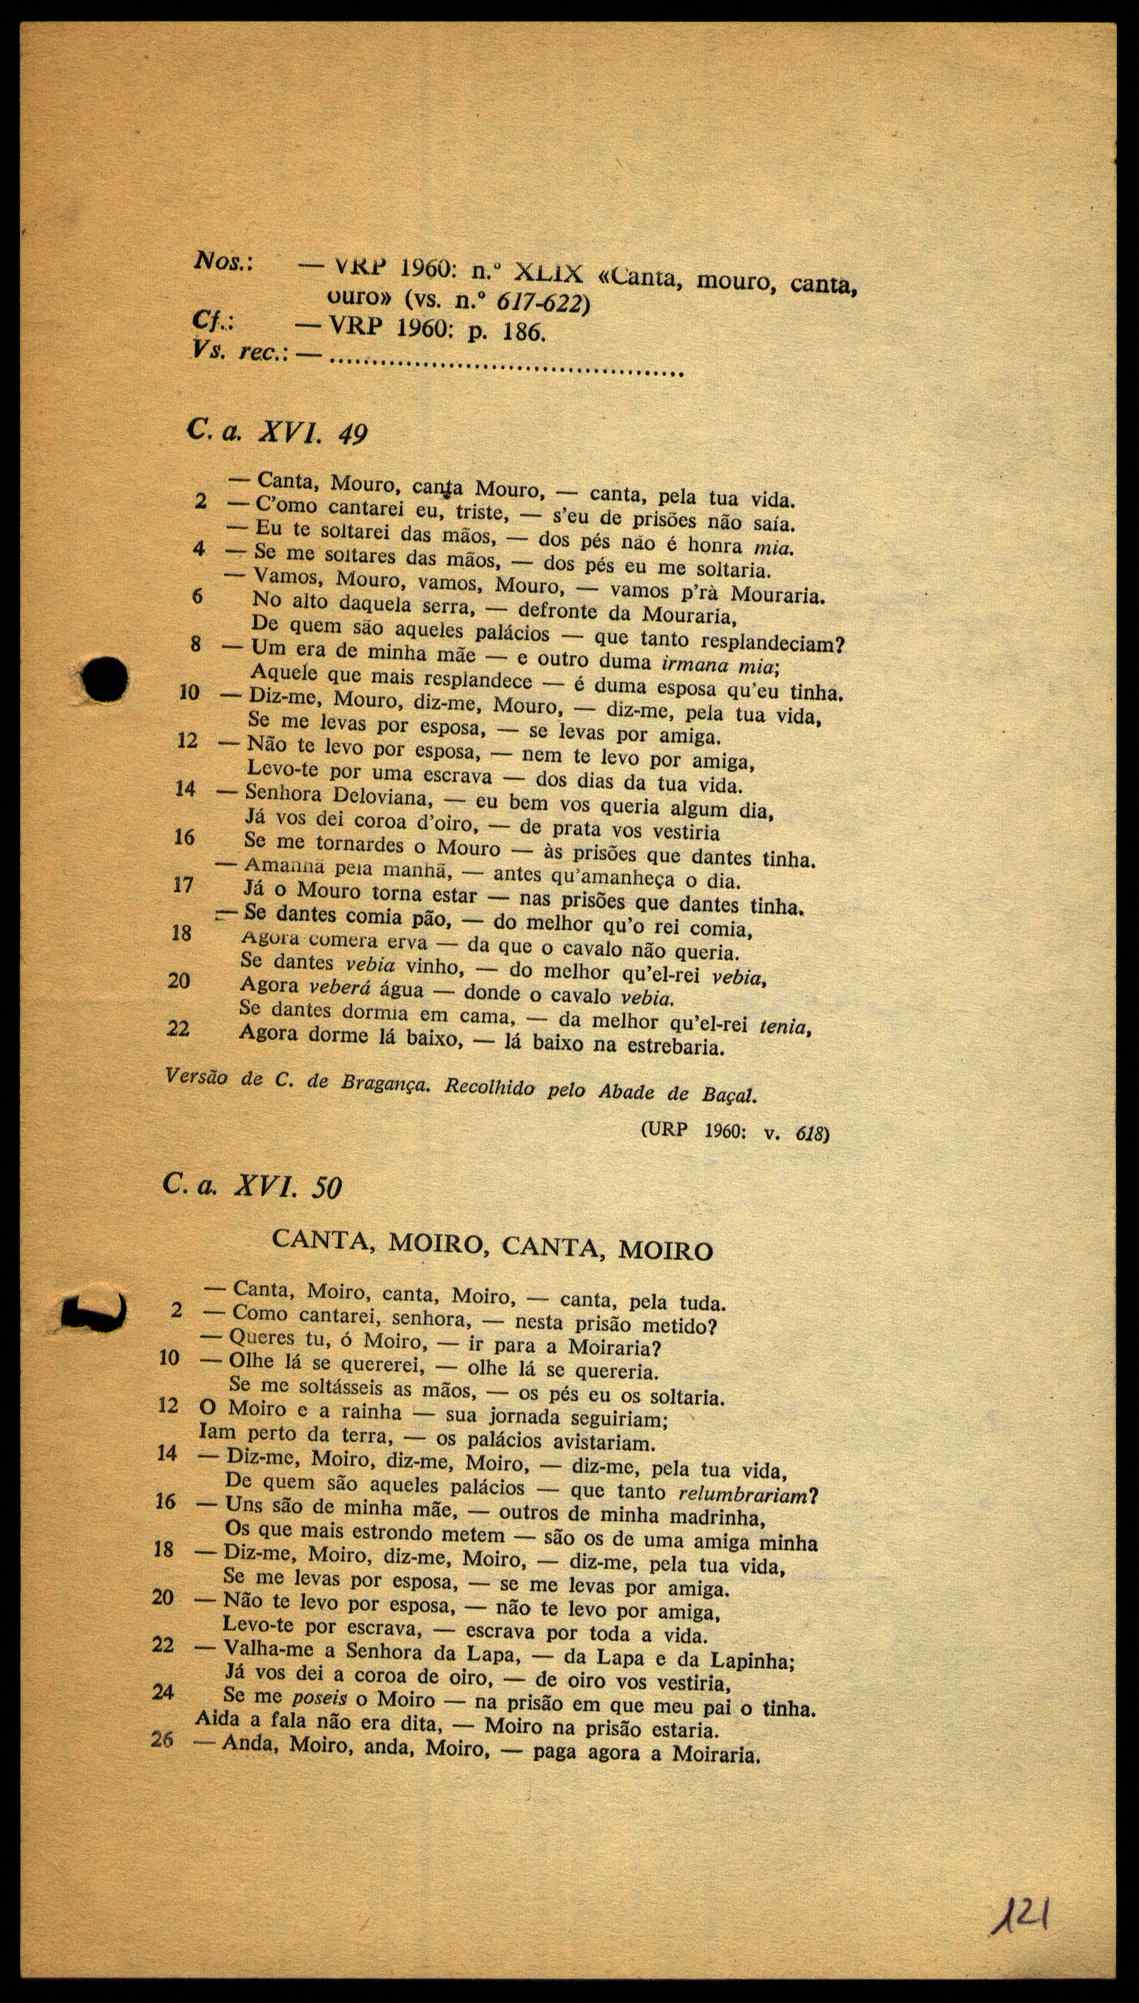 Nos.: — VRP 1960: n.º XLIX «Canta, mouro, canta,
ouro» (vs. n.º 617-622)
Cf.: — VRP 1960: p. 186.
Vs. rec.: — ..........................................
C. a. XVI. 49
— Canta, Mouro, canta Mouro, — canta, pela tua vida.
2 — C'omo cantarei eu, triste, — s'eu de prisões não saía.
— Eu te soltarei das mãos, — dos pés não é honra mia.
4 — Se me soltares das mãos, — dos pés eu me soltaria.
— Vamos, Mouro, vamos, Mouro, — vamos p'rà Mouraria.
6 No alto daquela serra, — defronte da Mouraria,
De quem são aqueles palácios — que tanto resplandeciam?
8 — Um era de minha mãe — e outro duma irmana mia;
Aquele que mais resplandece — é duma esposa qu'eu tinha.
10 — Diz-me, Mouro, diz-me, Mouro, — diz-me, pela tua vida,
Se me levas por esposa, — se levas por amiga.
12 — Não te levo por esposa, — nem te levo por amiga,
Levo-te por uma escrava — dos dias da tua vida.
14 — Senhora Deloviana, — eu bem vos queria algum dia,
Já vos dei coroa d'oiro, — de prata vos vestiria
16 Se me tornardes o Mouro — às prisões que dantes tinha.
— Amanhã pela manhã, — antes qu'amanheça o dia.
17 Já o Mouro torna estar — nas prisões que dantes tinha.
— Se dantes comia pão, — do melhor qu'o rei comia,
18 Agora comera erva — da que o cavalo não queria.
Se dantes vebia vinho, — do melhor qu'el-rei vebia,
20 Agora veberá água — donde o cavalo vebia.
Se dantes dormia em cama, — da melhor qu'el-rei tenia,
22 Agora dorme lá baixo, — lá baixo na estrebaria.
Versão de C. de Bragança. Recolhido pelo Abade de Baçal.
(URP 1960: v. 618)
C. a. XVI. 50
CANTA, MOIRO, CANTA, MOIRO
— Canta, Moiro, canta, Moiro, — canta, pela tuda.
2 — Como cantarei, senhora, — nesta prisão metido?
— Queres tu, ó Moiro, — ir para a Moiraria?
10 — Olhe lá se quererei, — olhe lá se quereria.
Se me soltásseis as mãos, — os pés eu os soltaria.
12 O Moiro e a rainha — sua jornada seguiriam;
Iam perto da terra, — os palácios avistariam.
14 — Diz-me, Moiro, diz-me, Moiro, — diz-me, pela tua vida,
De quem são aqueles palácios — que tanto relumbrariam?
16 — Uns são de minha mãe, — outros de minha madrinha,
Os que mais estrondo metem — são os de uma amiga minha
18 — Diz-me, Moiro, diz-me, Moiro, — diz-me, pela tua vida,
Se me levas por esposa, — se me levas por amiga.
20 — Não te levo por esposa, — não te levo por amiga,
Levo-te por escrava, — escrava por toda a vida.
22 — Valha-me a Senhora da Lapa, — da Lapa e da Lapinha;
Já vos dei a coroa de oiro, — de oiro vos vestiria,
24 Se me poseis o Moiro — na prisão em que meu pai o tinha.
Aida a fala não era dita, — Moiro na prisão estaria.
26 — Anda, Moiro, anda, Moiro, — paga agora a Moiraria.
121